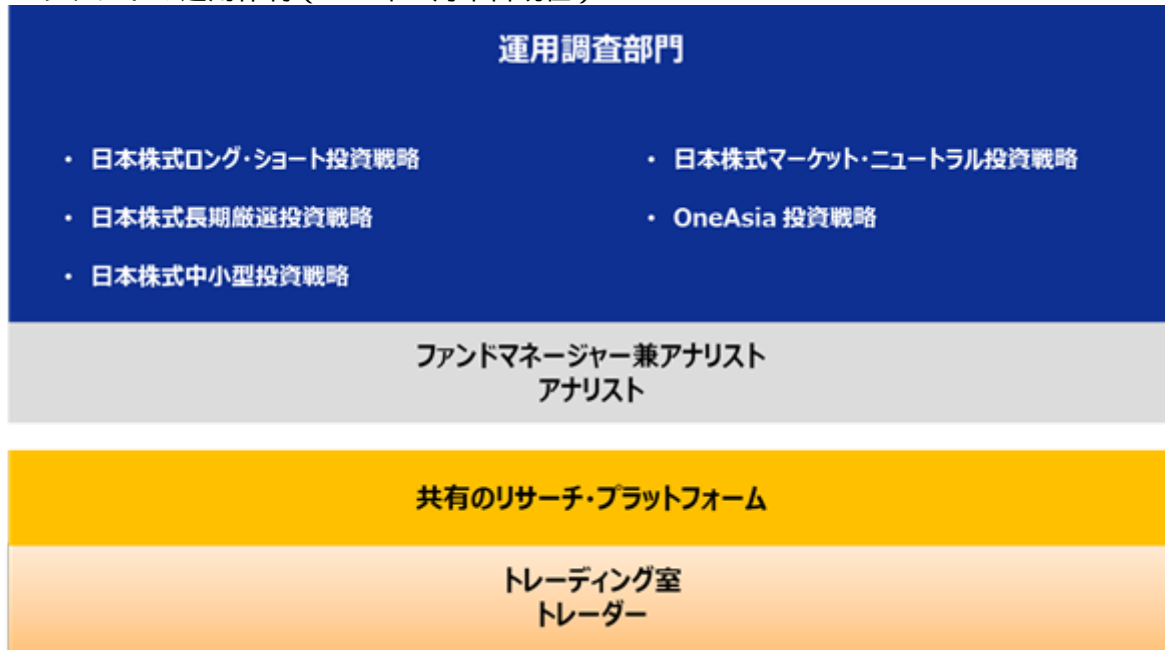 運用調査部門
・ 日本株式ロング・ショート投資戦略
・ 日本株式マーケット・ニュートラル投資戦略
・ 日本株式長期厳選投資戦略
・ OneAsia 投資戦略
・ 日本株式中小型投資戦略
ファンドマネージャー兼アナリスト
アナリスト
共有のリサーチ・プラットフォーム
トレーディング室
トレーダー